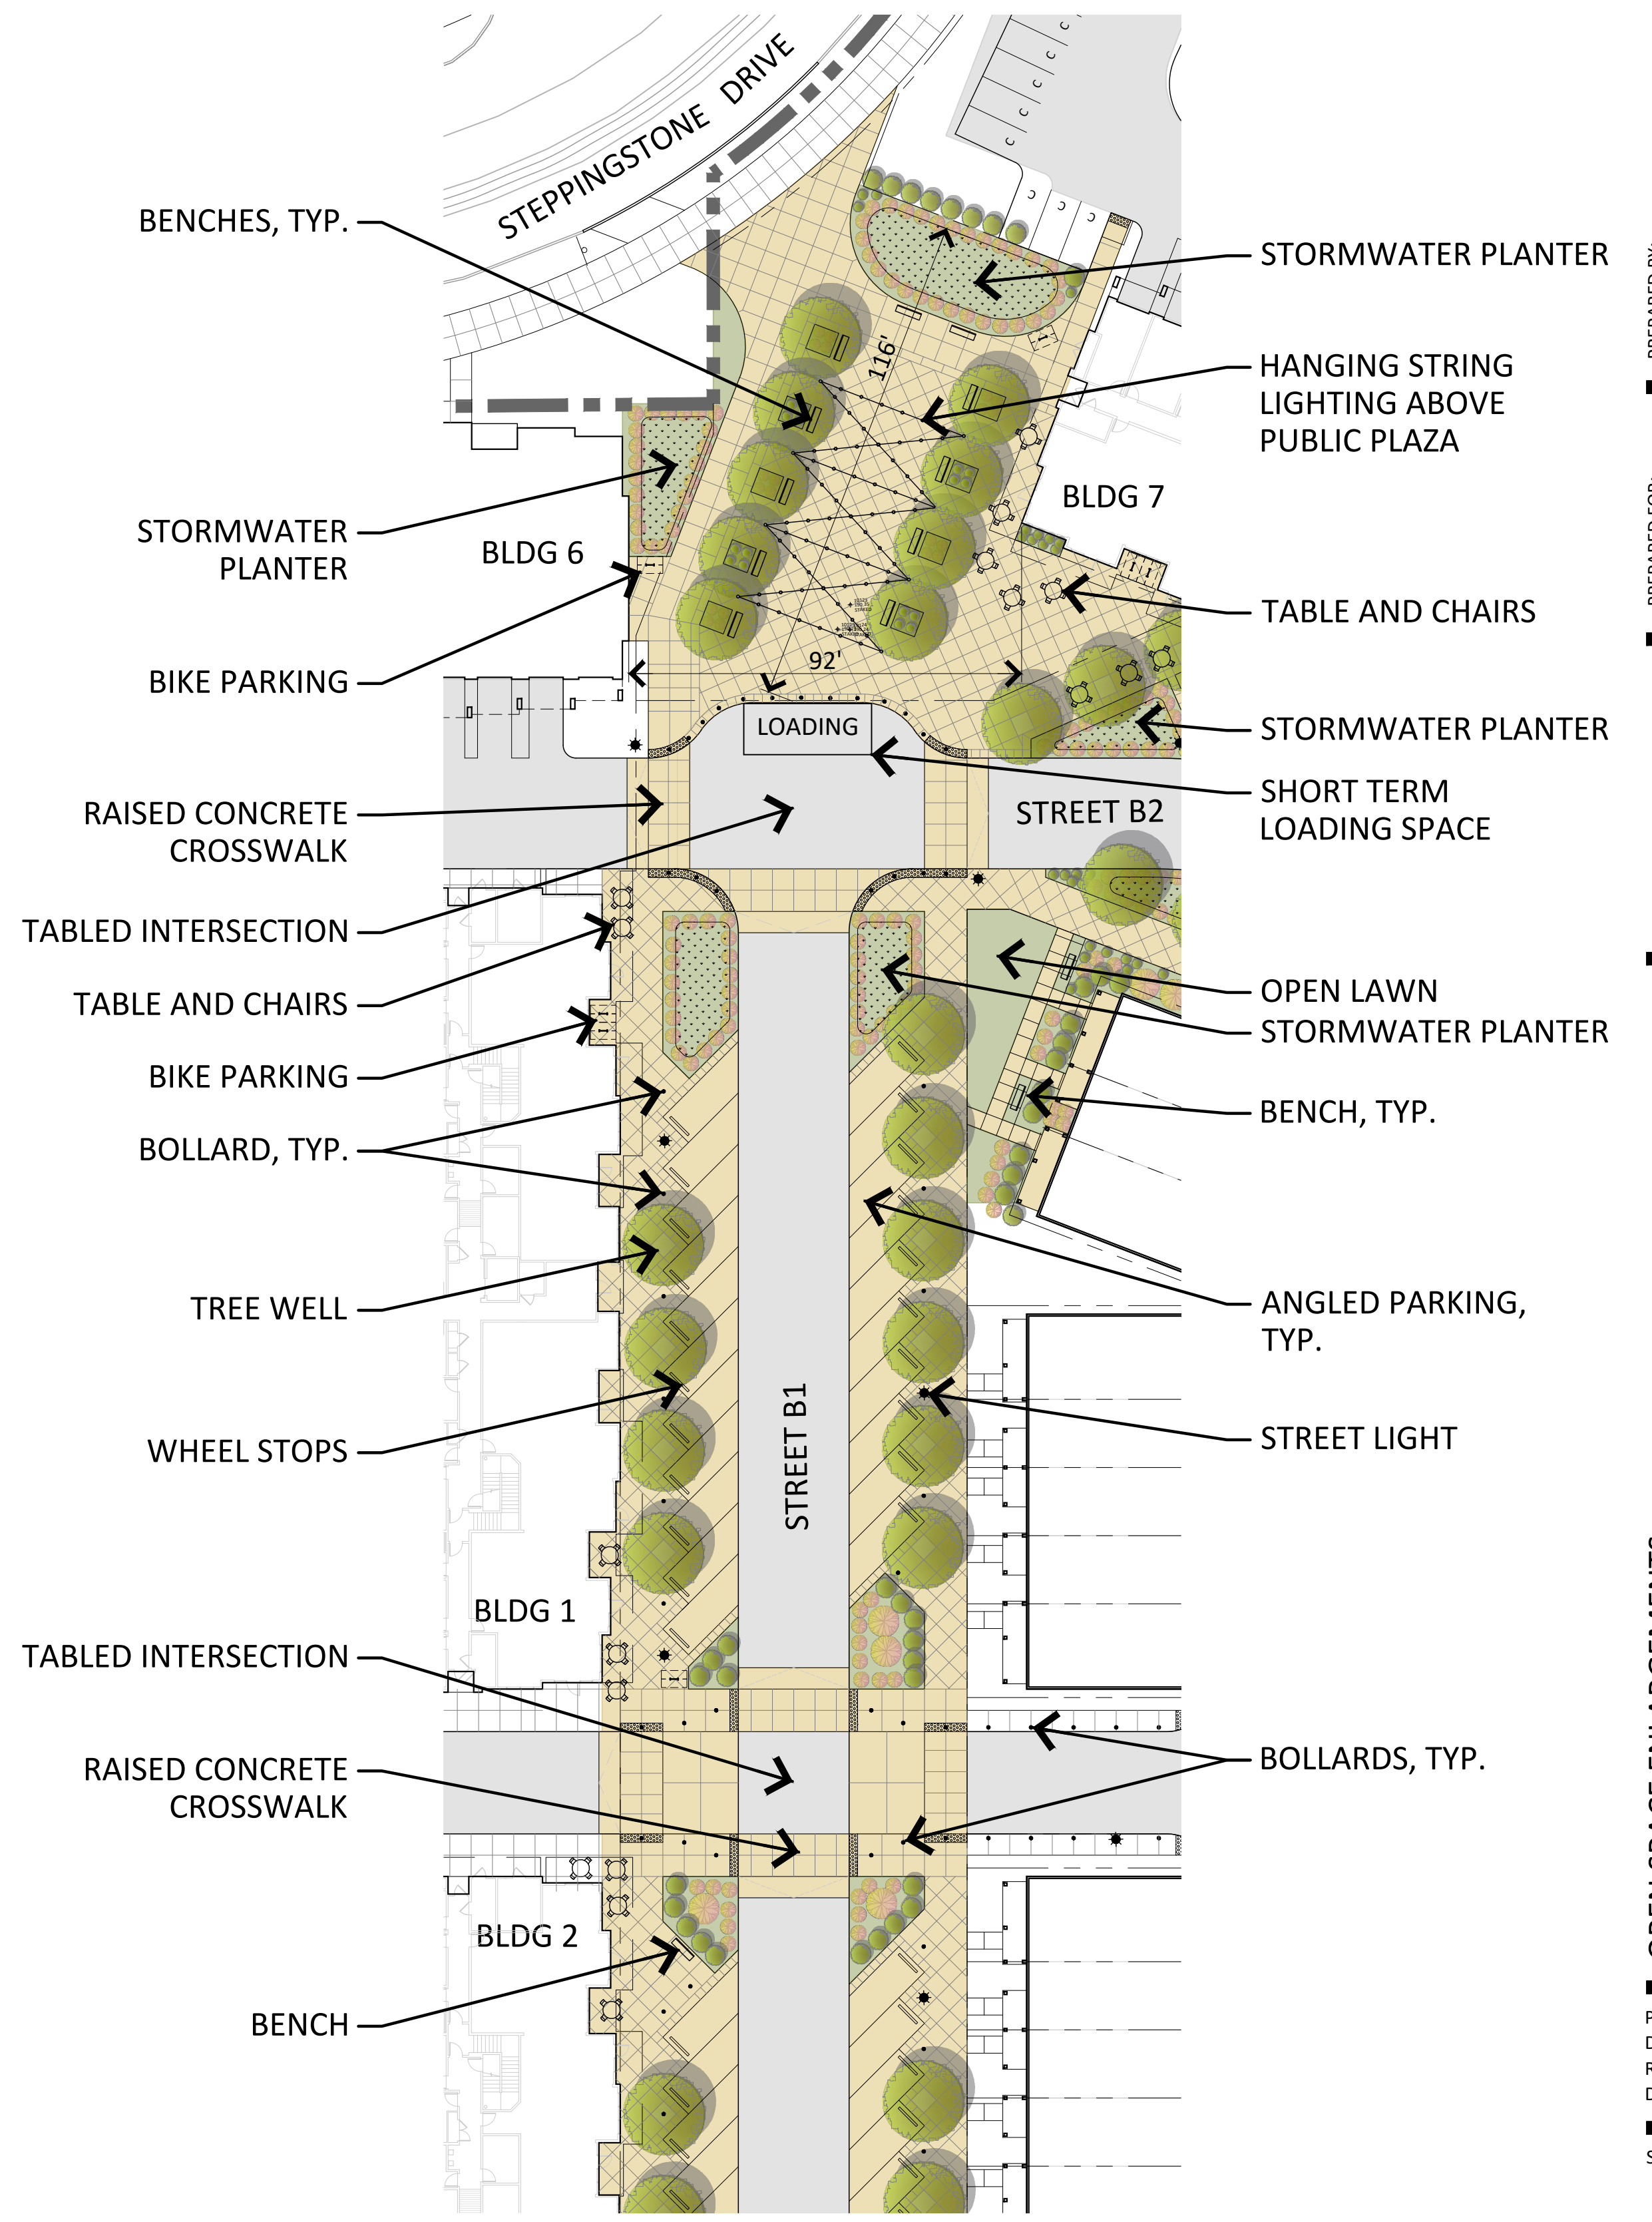 STEPPINGSTONE DRIVE
BENCHES, TYP.
STORMWATER PLANTER
HANGING STRING
LIGHTING ABOVE
PUBLIC PLAZA
116'
BLDG 7
STORMWATER
PLANTER
BLDG 6
TABLE AND CHAIRS
92'
BIKE PARKING
LOADING
STORMWATER PLANTER
RAISED CONCRETE
CROSSWALK
SHORT TERM
LOADING SPACE
STREET B2
TABLED INTERSECTION
TABLE AND CHAIRS
OPEN LAWN
STORMWATER PLANTER
BIKE PARKING
BENCH, TYP.
BOLLARD, TYP.
TREE WELL
ANGLED PARKING,
TYP.
WHEEL STOPS
STREET B1
STREET LIGHT
BLDG 1
TABLED INTERSECTION
RAISED CONCRETE
CROSSWALK
BOLLARDS, TYP.
BLDG 2
BENCH